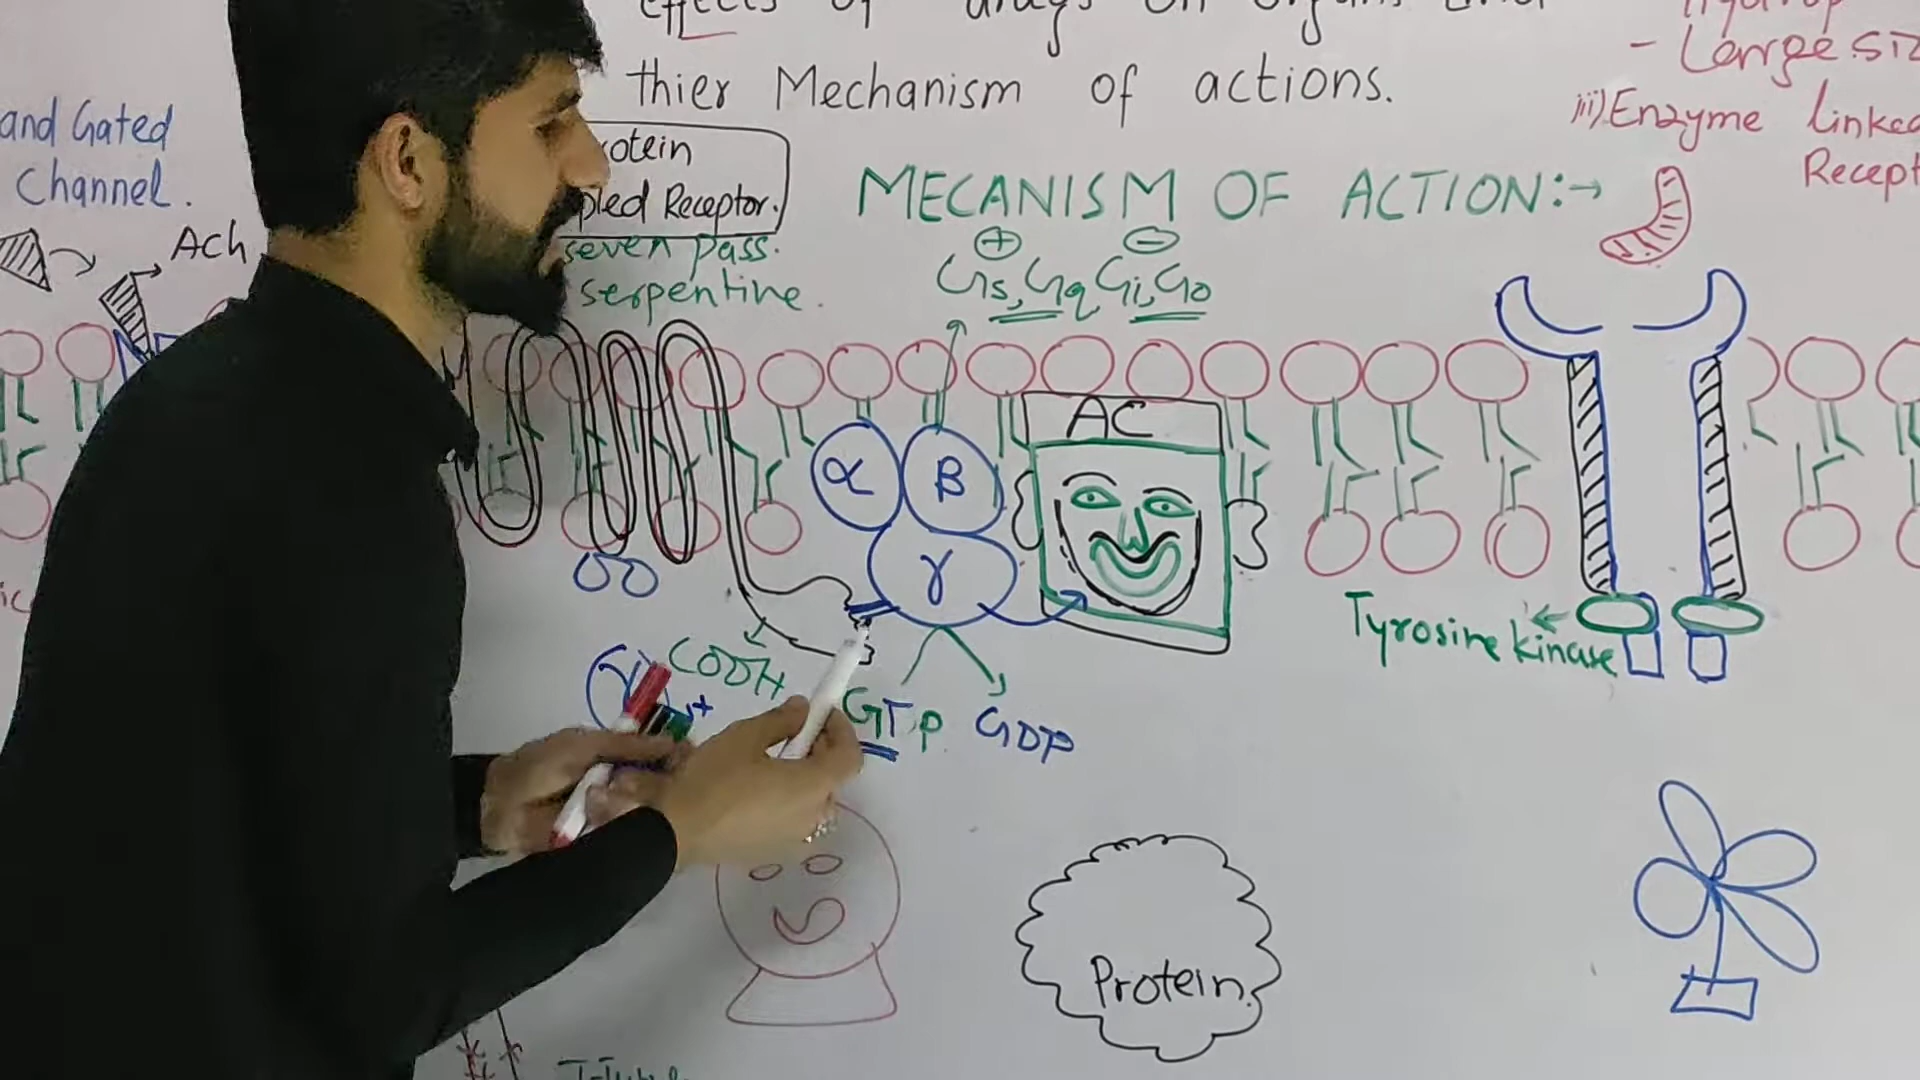 effects of drugs on organs and
thier Mechanism of actions.
- Large siz
iii) Enzyme linked
Recept
and Gated
Channel.
Ach
rotein
pled Receptor.
seven pass.
serpentine.
MECANISM OF ACTION:→
+ -
Gs, Gq Gi, Go
AC
α β
γ
COOH
GTP GDP
Tyrosine kinase
Protein.